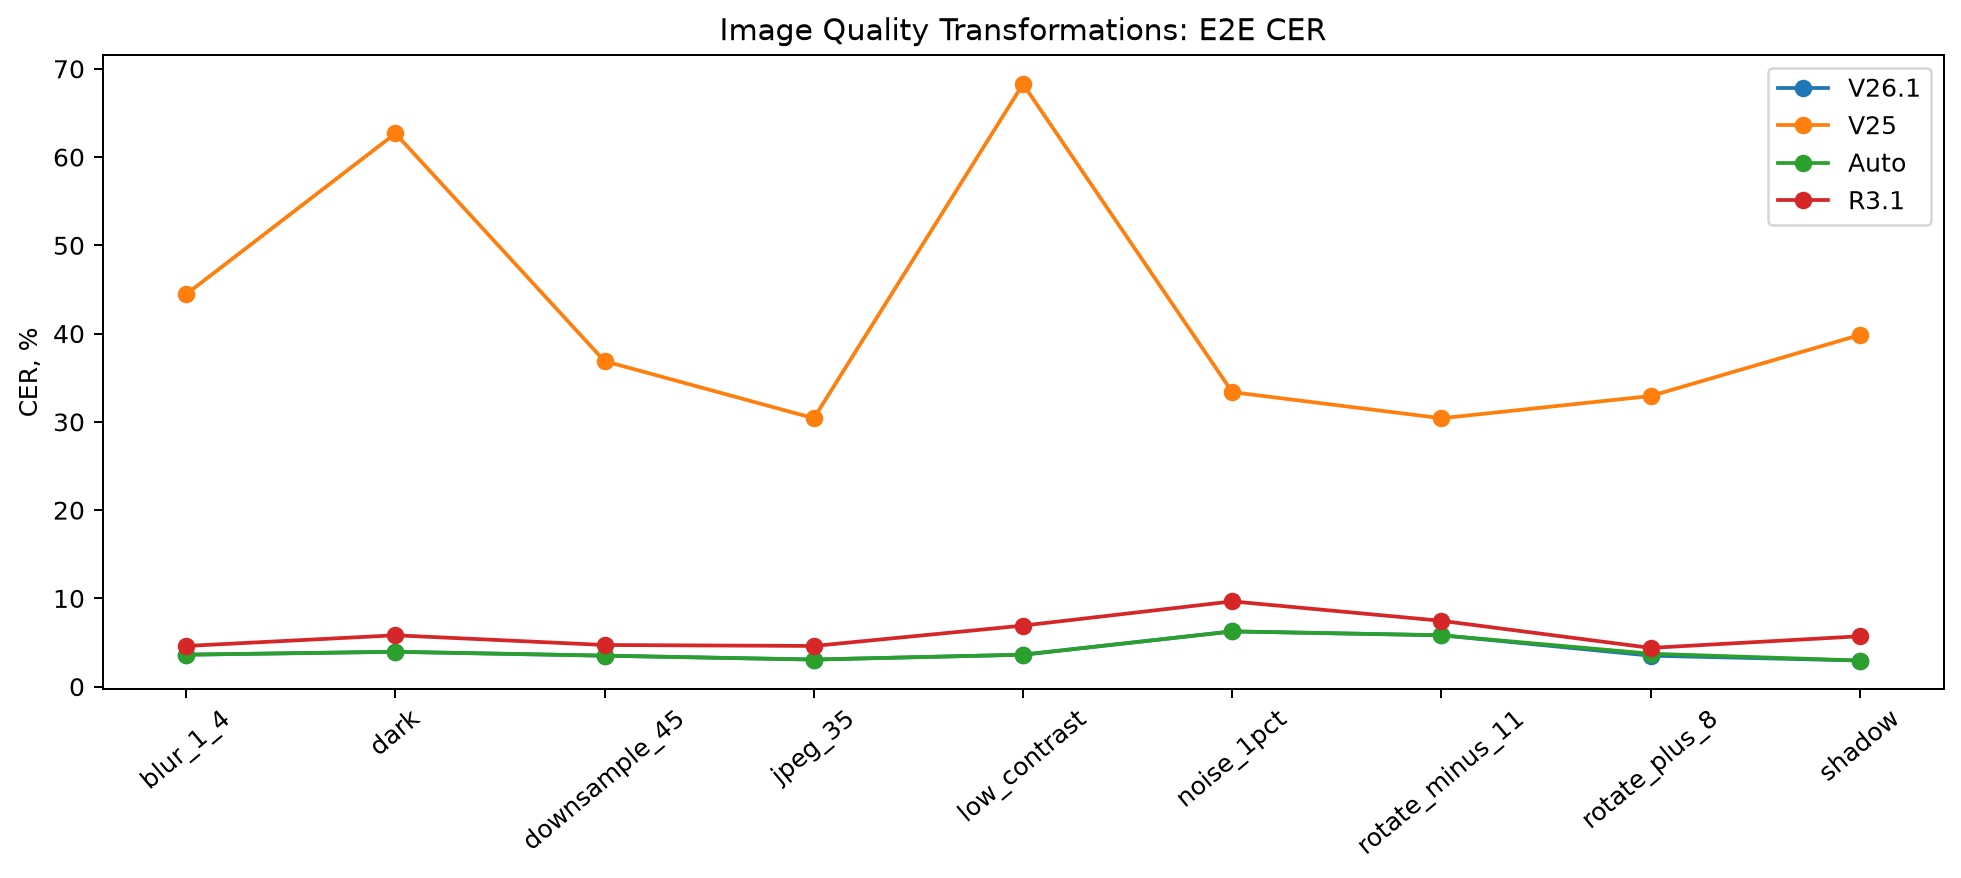 Image Quality Transformations: E2E CER
V26.1
V25
Auto
R3.1
CER, %
70
60
50
40
30
20
10
0
blur_1_4
dark
downsample_45
jpeg_35
low_contrast
noise_1pct
rotate_minus_11
rotate_plus_8
shadow